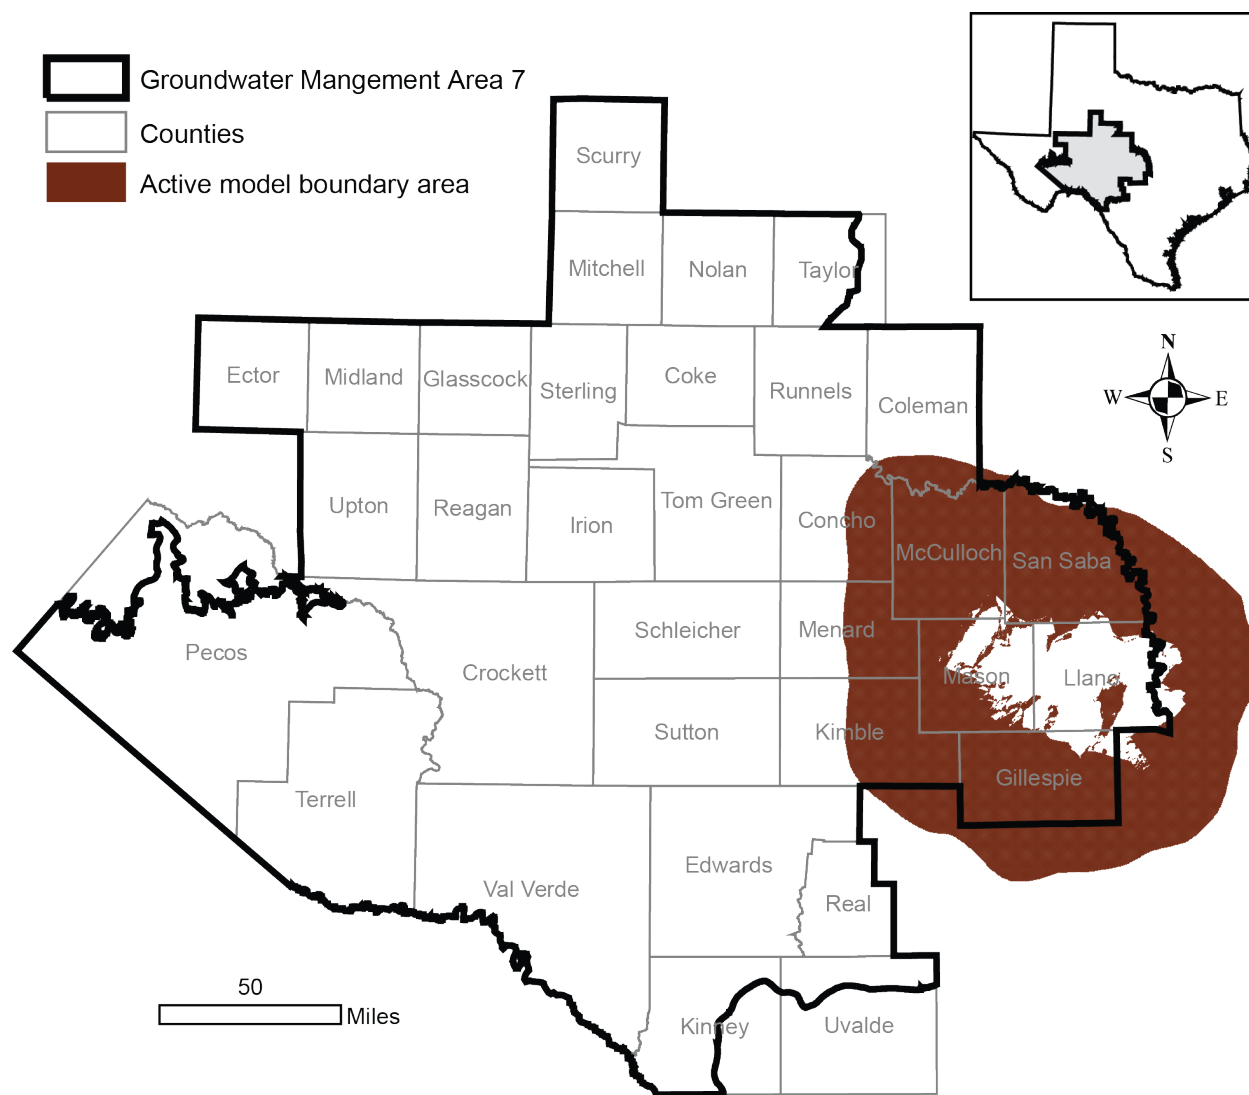 Groundwater Mangement Area 7
Counties
Active model boundary area
Scurry
Mitchell
Nolan
Taylor
Ector
Midland
Glasscock
Sterling
Coke
Runnels
Coleman
N
W
E
S
Upton
Reagan
Irion
Tom Green
Concho
McCulloch
San Saba
Pecos
Crockett
Schleicher
Menard
Mason
Llano
Sutton
Kimble
Gillespie
Terrell
Val Verde
Edwards
Real
Kinney
Uvalde
50
Miles